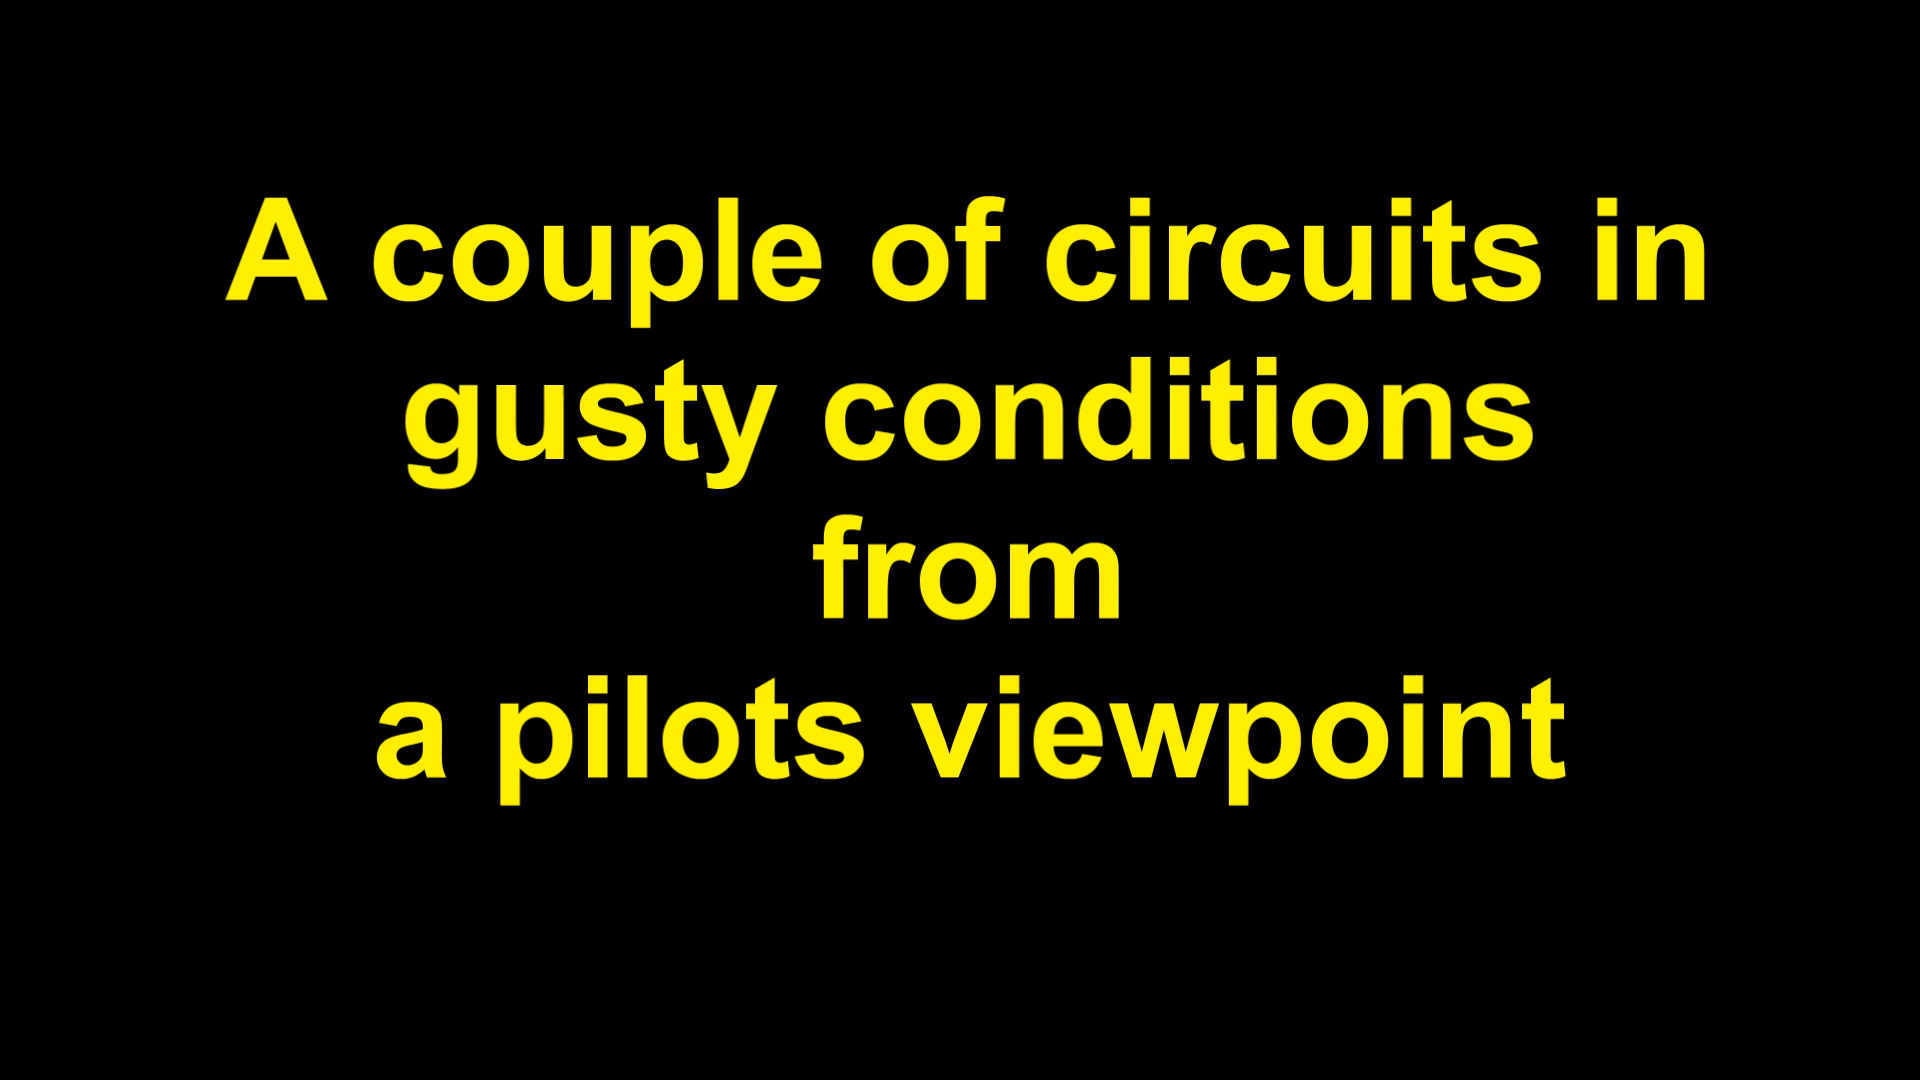 A couple of circuits in
gusty conditions
from
a pilots viewpoint